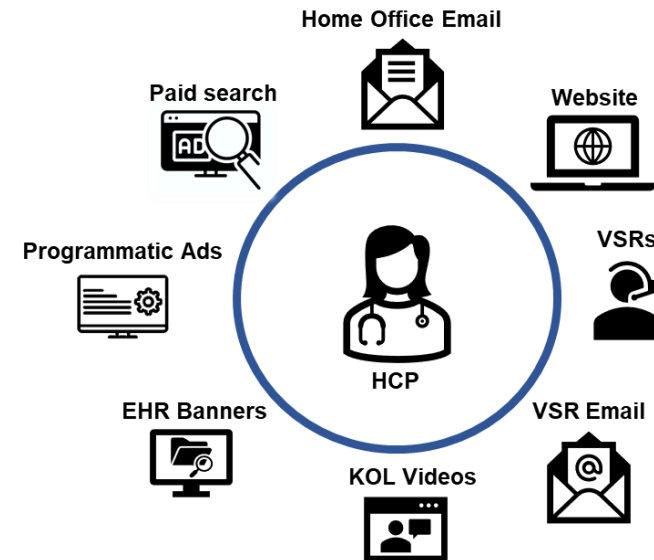 Home Office Email
Paid search
Website
AD
Programmatic Ads
VSRs
HCP
EHR Banners
VSR Email
@
KOL Videos